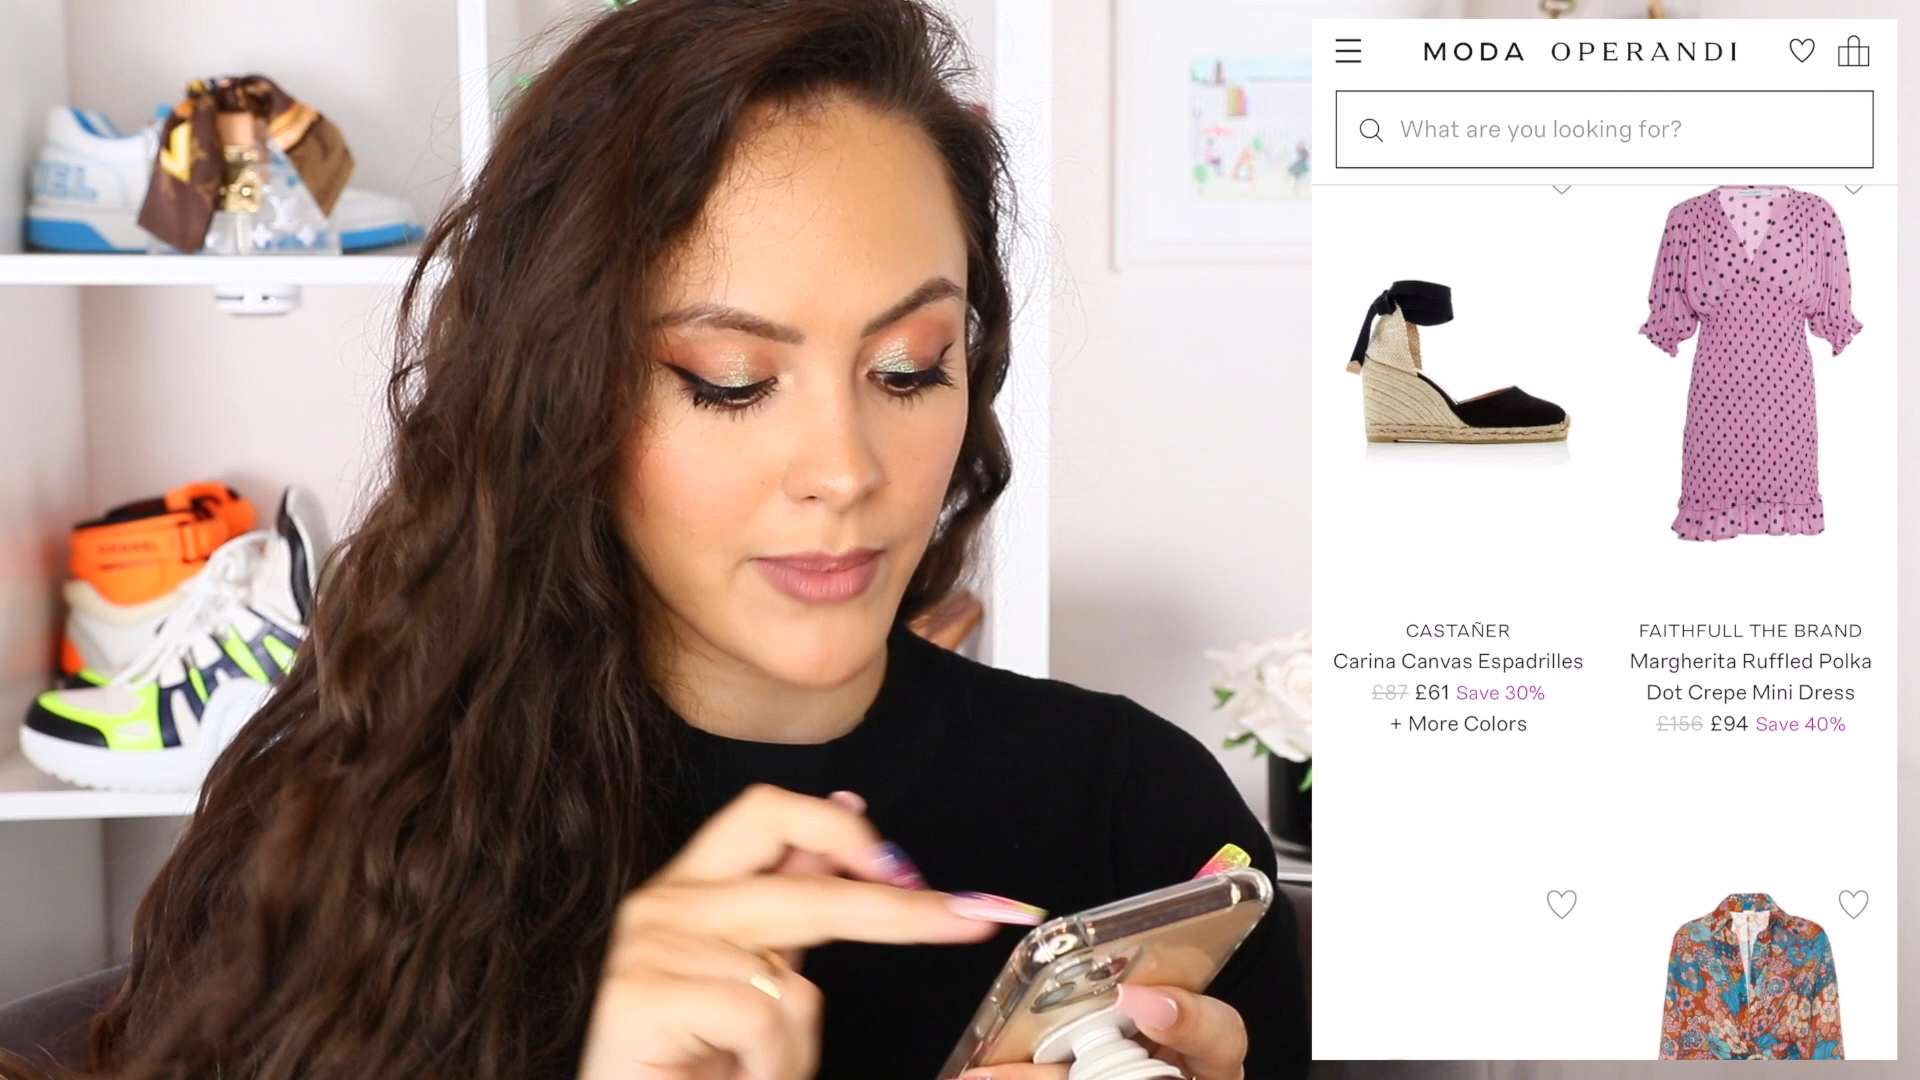 MODA OPERANDI
What are you looking for?
CASTAÑER
Carina Canvas Espadrilles
£87 £61 Save 30%
+ More Colors
FAITHFULL THE BRAND
Margherita Ruffled Polka
Dot Crepe Mini Dress
£156 £94 Save 40%